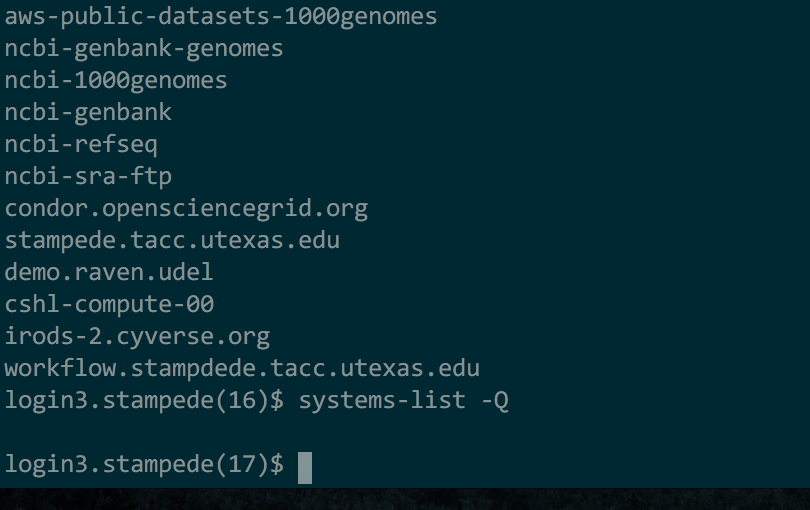 aws-public-datasets-1000genomes
ncbi-genbank-genomes
ncbi-1000genomes
ncbi-genbank
ncbi-refseq
ncbi-sra-ftp
condor.opensciencegrid.org
stampede.tacc.utexas.edu
demo.raven.udel
cshl-compute-00
irods-2.cyverse.org
workflow.stampdede.tacc.utexas.edu
login3.stampede(16)$ systems-list -Q
login3.stampede(17)$